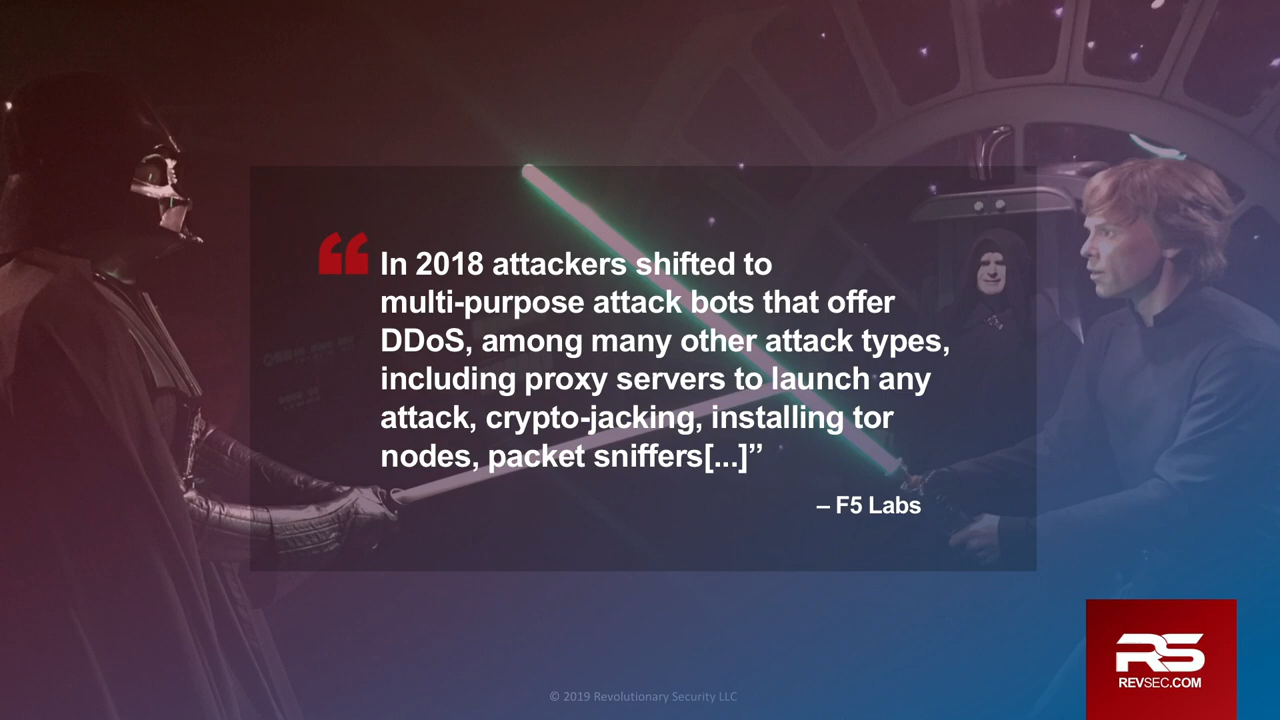 “In 2018 attackers shifted to
multi-purpose attack bots that offer
DDoS, among many other attack types,
including proxy servers to launch any
attack, crypto-jacking, installing tor
nodes, packet sniffers[...]”
– F5 Labs
RS
REVSEC.COM
© 2019 Revolutionary Security LLC